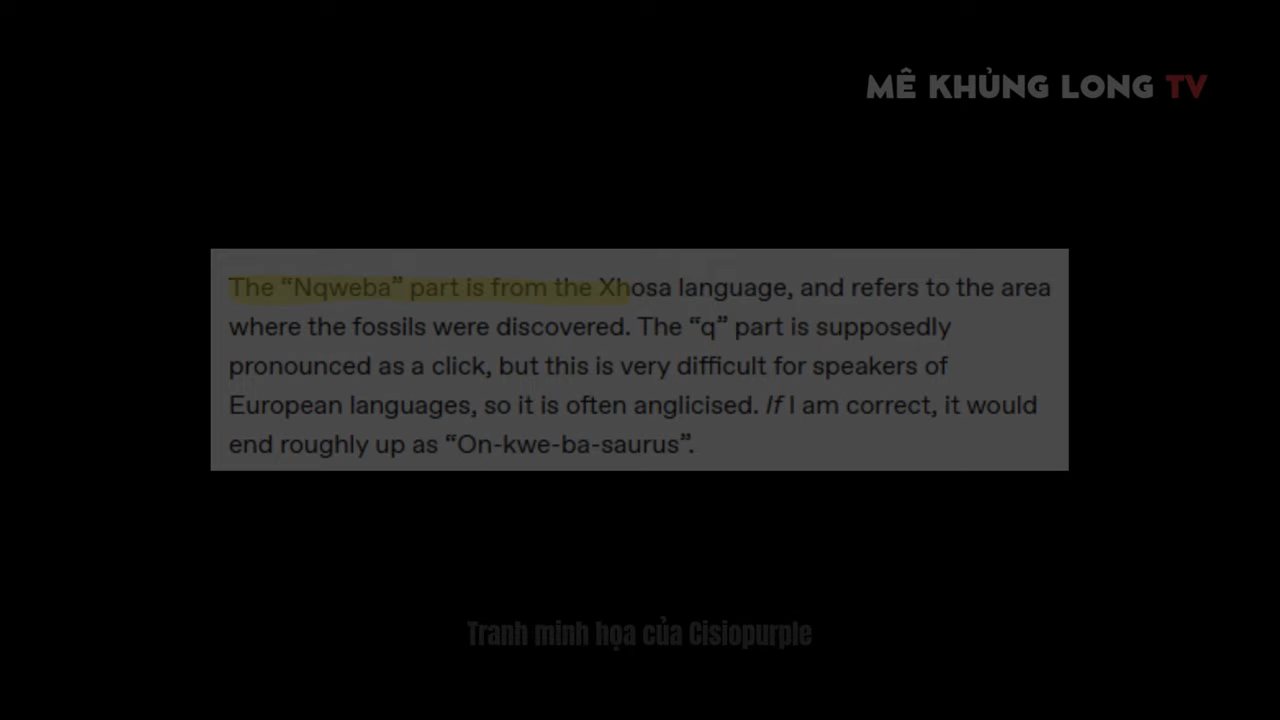 MÊ KHỦNG LONG TV
The “Nqweba” part is from the Xhosa language, and refers to the area
where the fossils were discovered. The “q” part is supposedly
pronounced as a click, but this is very difficult for speakers of
European languages, so it is often anglicised. If I am correct, it would
end roughly up as “On-kwe-ba-saurus”.
Tranh minh họa của Cisiopurple